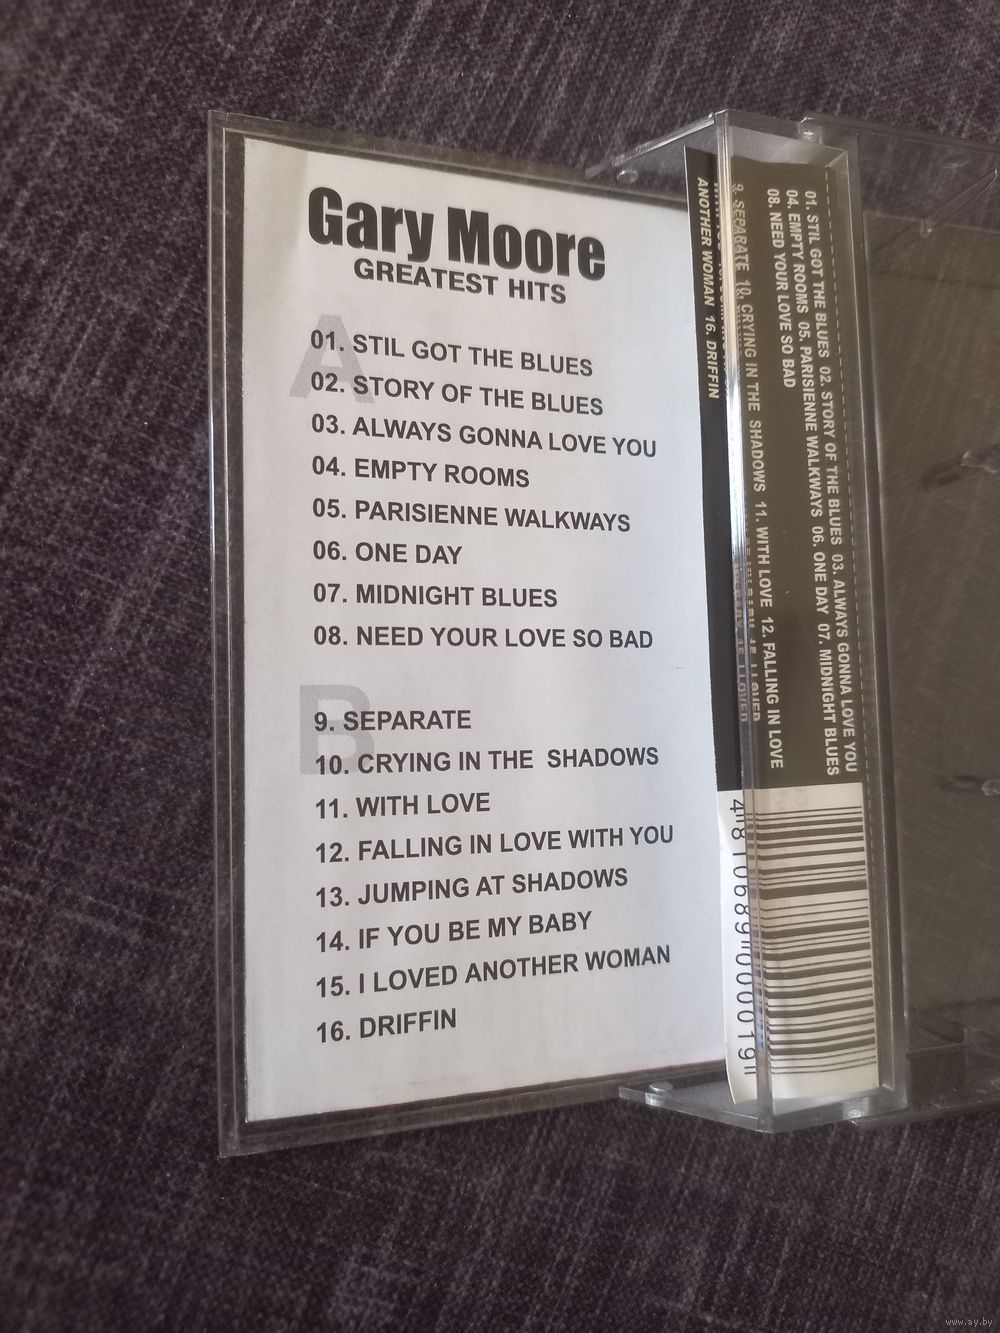 Gary Moore
GREATEST HITS
A
01. STIL GOT THE BLUES
02. STORY OF THE BLUES
03. ALWAYS GONNA LOVE YOU
04. EMPTY ROOMS
05. PARISIENNE WALKWAYS
06. ONE DAY
07. MIDNIGHT BLUES
08. NEED YOUR LOVE SO BAD
B
9. SEPARATE
10. CRYING IN THE SHADOWS
11. WITH LOVE
12. FALLING IN LOVE WITH YOU
13. JUMPING AT SHADOWS
14. IF YOU BE MY BABY
15. I LOVED ANOTHER WOMAN
16. DRIFFIN
01. STIL GOT THE BLUES 02. STORY OF THE BLUES 03. ALWAYS GONNA LOVE YOU
04. EMPTY ROOMS 05. PARISIENNE WALKWAYS 06. ONE DAY 07. MIDNIGHT BLUES
08. NEED YOUR LOVE SO BAD
9. SEPARATE 10. CRYING IN THE SHADOWS 11. WITH LOVE 12. FALLING IN LOVE
15. I LOVED
ANOTHER WOMAN 16. DRIFFIN
4 810689 000019
www.ay.by